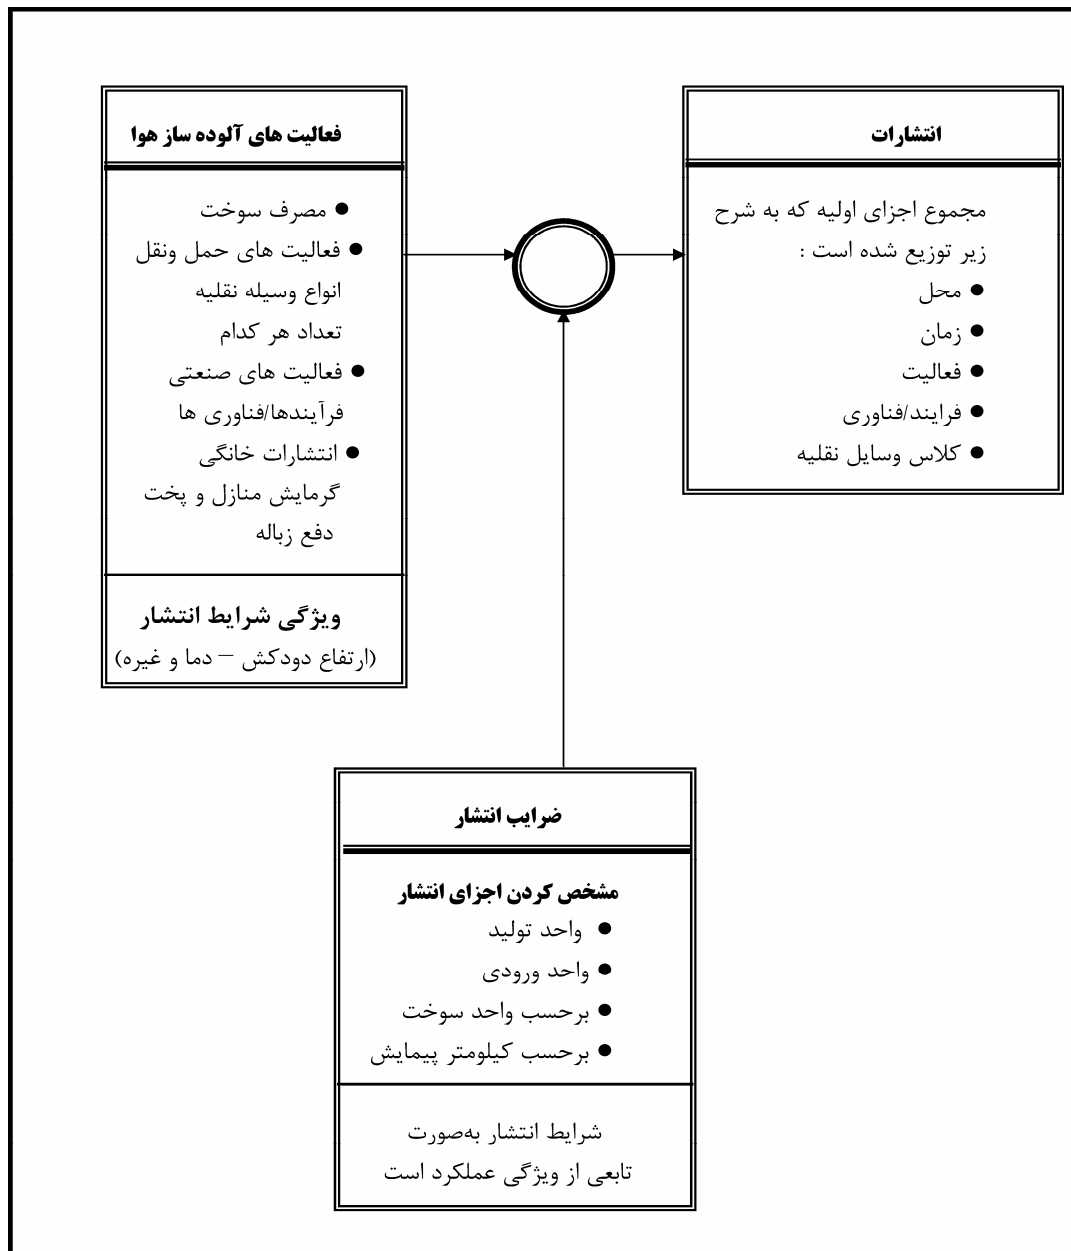 انتشارات
مجموع اجزای اولیه که به شرح
زیر توزیع شده است :
● محل
● زمان
● فعالیت
● فرایند/فناوری
● کلاس وسایل نقلیه
فعالیت های آلوده ساز هوا
● مصرف سوخت
● فعالیت های حمل ونقل
انواع وسیله نقلیه
تعداد هر کدام
● فعالیت های صنعتی
فرآیندها/فناوری ها
● انتشارات خانگی
گرمایش منازل و پخت
دفع زباله
ویژگی شرایط انتشار
(ارتفاع دودکش – دما و غیره)
ضرایب انتشار
مشخص کردن اجزای انتشار
● واحد تولید
● واحد ورودی
● برحسب واحد سوخت
● برحسب کیلومتر پیمایش
شرایط انتشار به‌صورت
تابعی از ویژگی عملکرد است